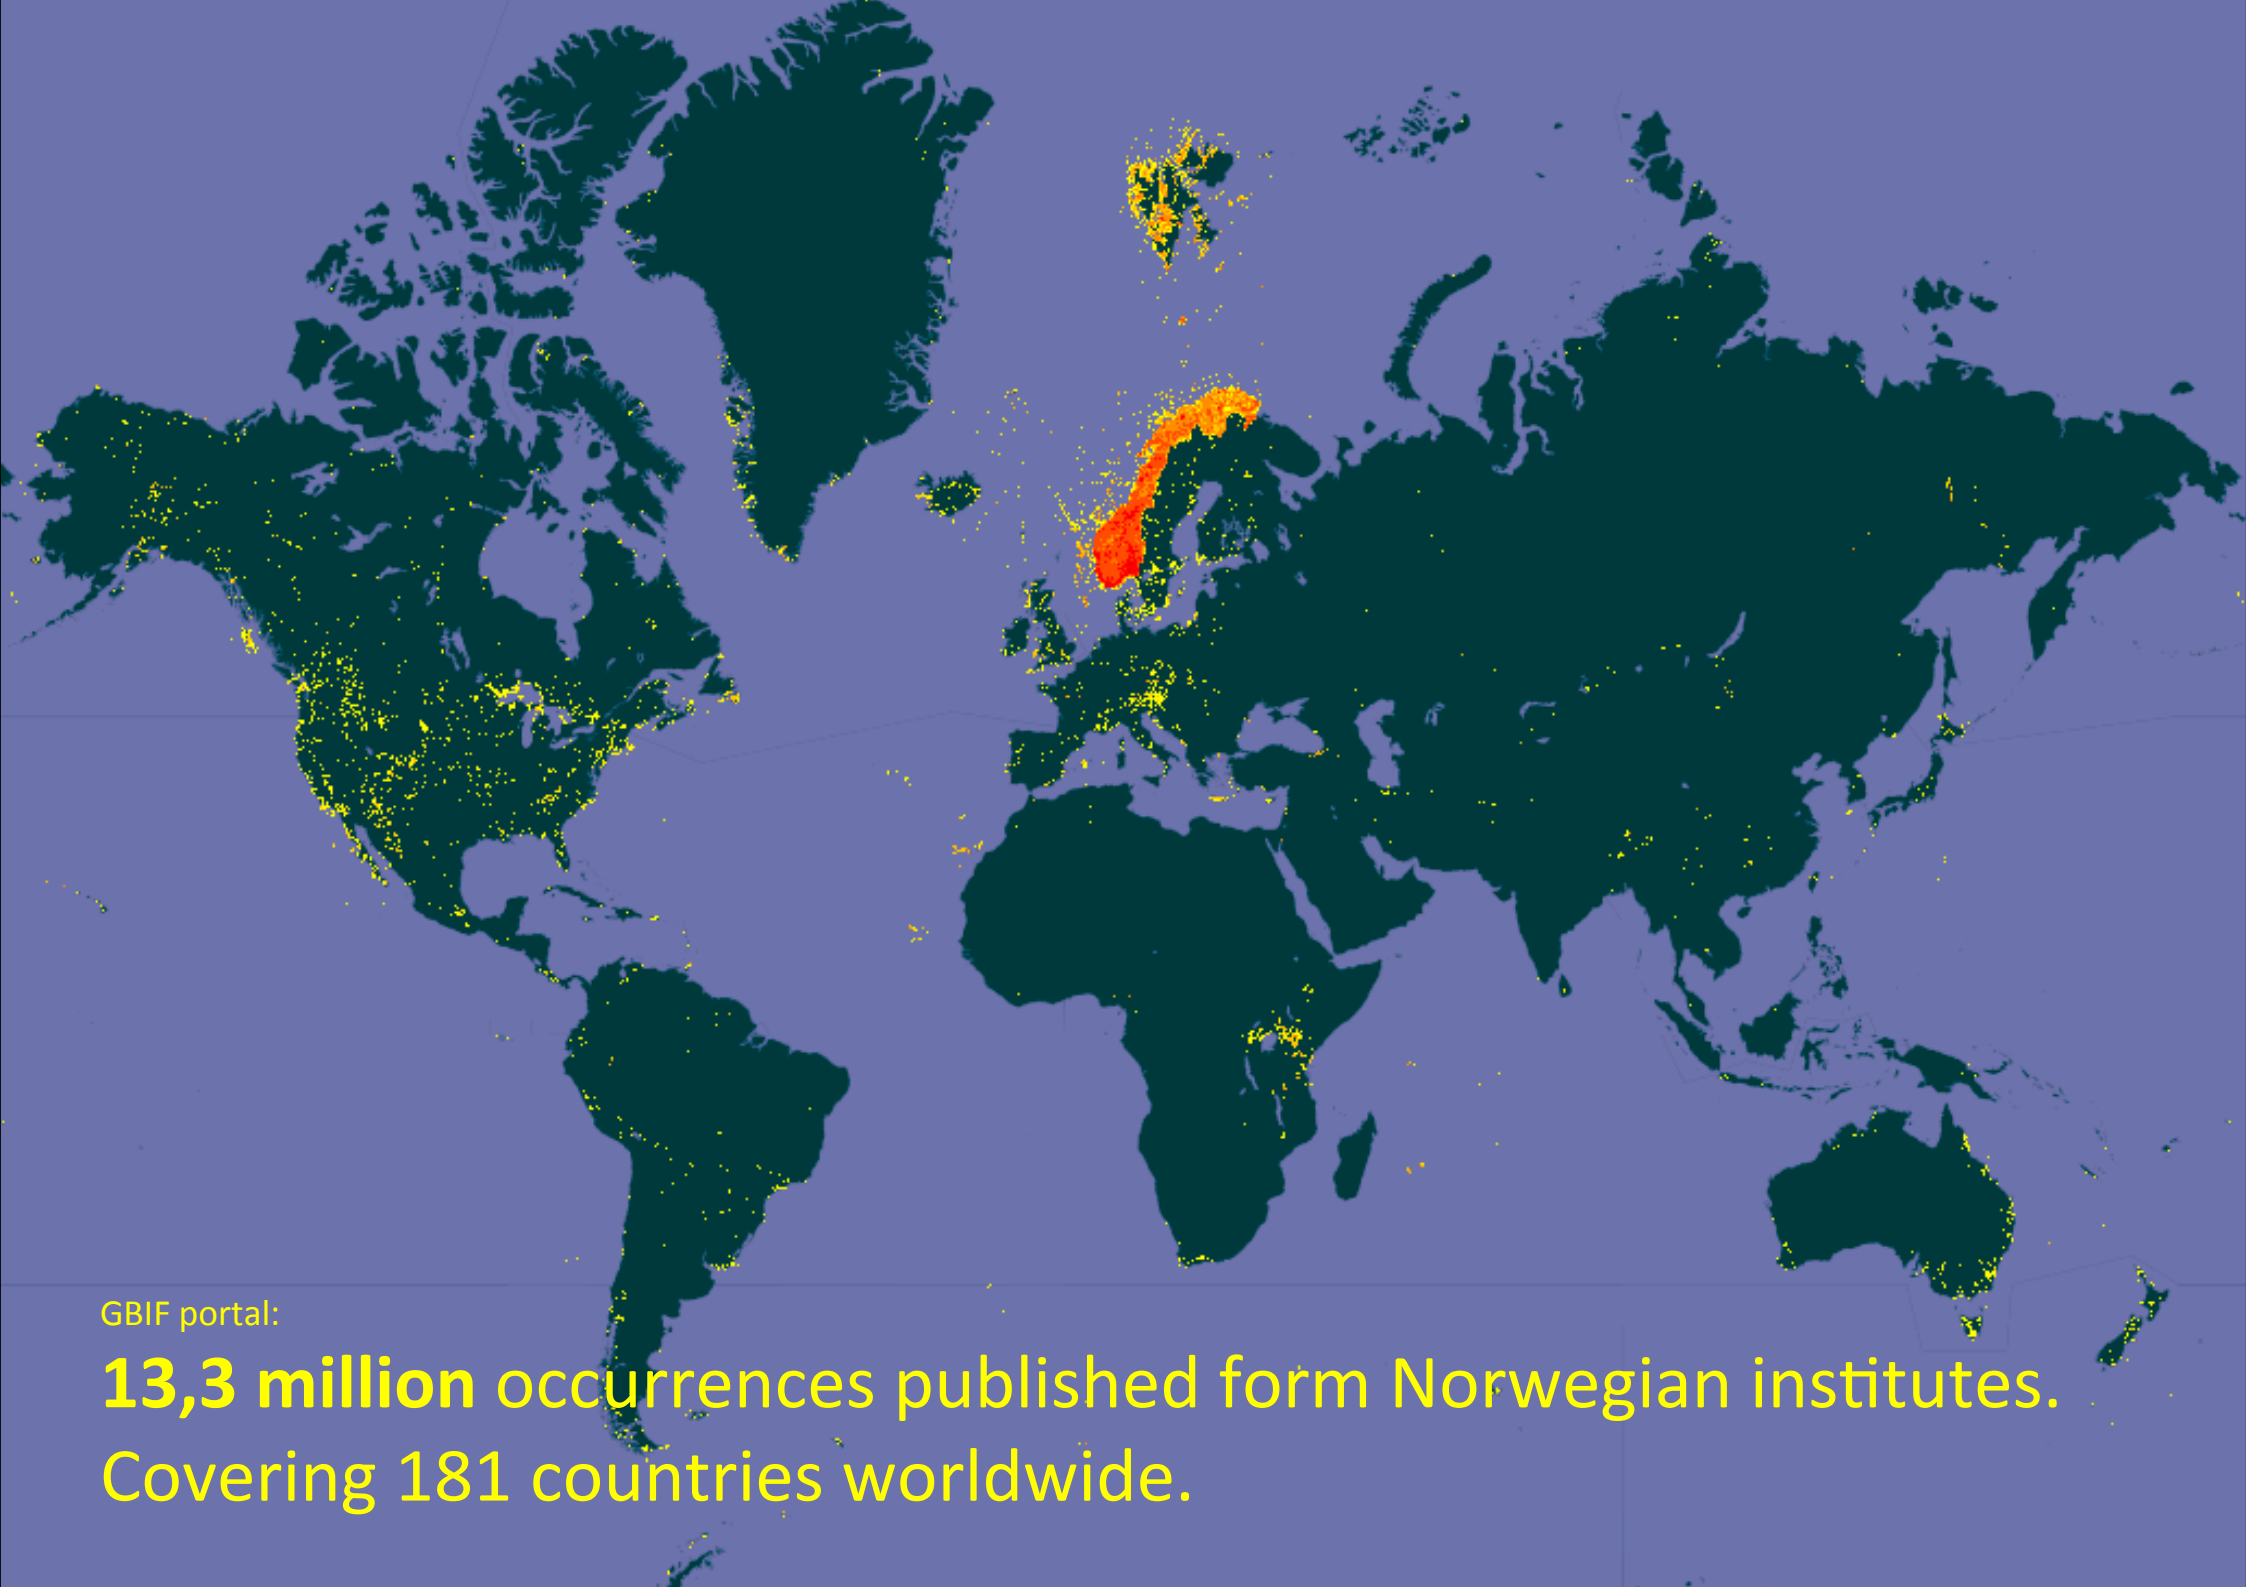 GBIF portal:
13,3 million occurrences published form Norwegian institutes.
Covering 181 countries worldwide.